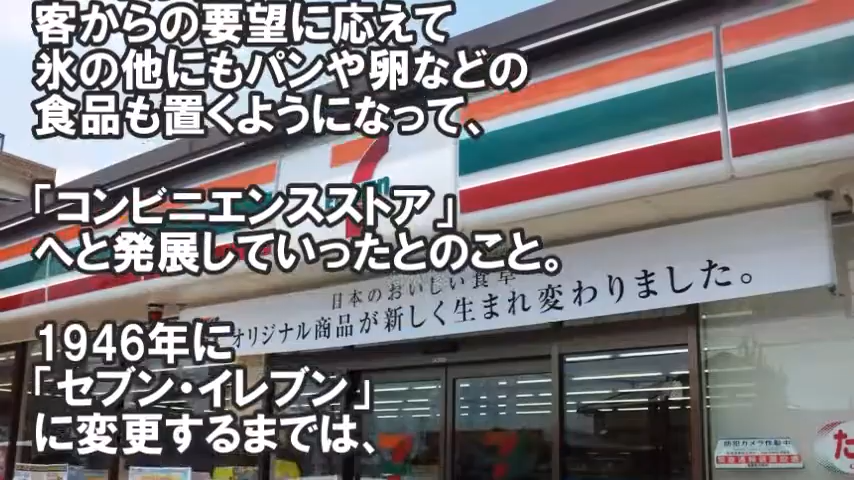 客からの要望に応えて
氷の他にもパンや卵などの
食品も置くようになって、
「コンビニエンスストア」
へと発展していったとのこと。
日本のおいしい食卓
オリジナル商品が新しく生まれ変わりました。
1946年に
「セブン・イレブン」
に変更するまでは、
防犯カメラ作動中
た